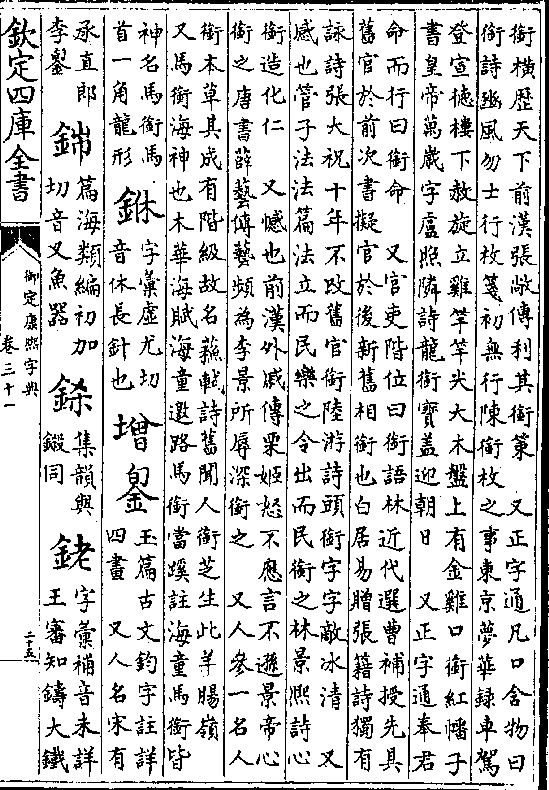 銜橫歷天下前漢張敞傳利其銜策　又正字通凡口含物曰
銜詩豳風勿士行枚箋初無行陳銜枚之事東京夢華錄車駕
登宣德樓下赦旋立雞竿竿尖大木盤上有金雞口銜紅幡子
書皇帝萬歲字盧照隣詩龍銜寶蓋迎朝日　又正字通奉君
命而行曰銜命　又官吏階位曰銜語林近代選曹補授先具
舊官於前次書擬官於後新舊相銜也白居易贈張籍詩獨有
詠詩張大祝十年不改舊官銜陸游詩頭銜字字敵冰清　又
感也管子法法篇法立而民樂之令出而民銜之林景熙詩心
銜造化仁　又憾也前漢外戚傳栗姬怒不應言不遜景帝心
銜之唐書薛藝傳藝頻為李景所辱深銜之　又人參一名人
銜本草其成有階級故名蘇軾詩舊聞人銜芝生此羊腸嶺
又馬銜海神也木華海賦海童邀路馬銜當蹊註海童馬銜皆
神名馬銜馬首一角龍形　銝　字彙虛尤切音休長針也　增　㿝　玉篇古文鈞字註詳四畫　又人名宋有
承直郎李鋆　鈰　篇海類編初加切音叉魚器　銾　集韻與鍛同　銠　字彙補音未詳王審知鑄大鐵
欽定四庫全書
御定康熙字典
卷三十一
二十五